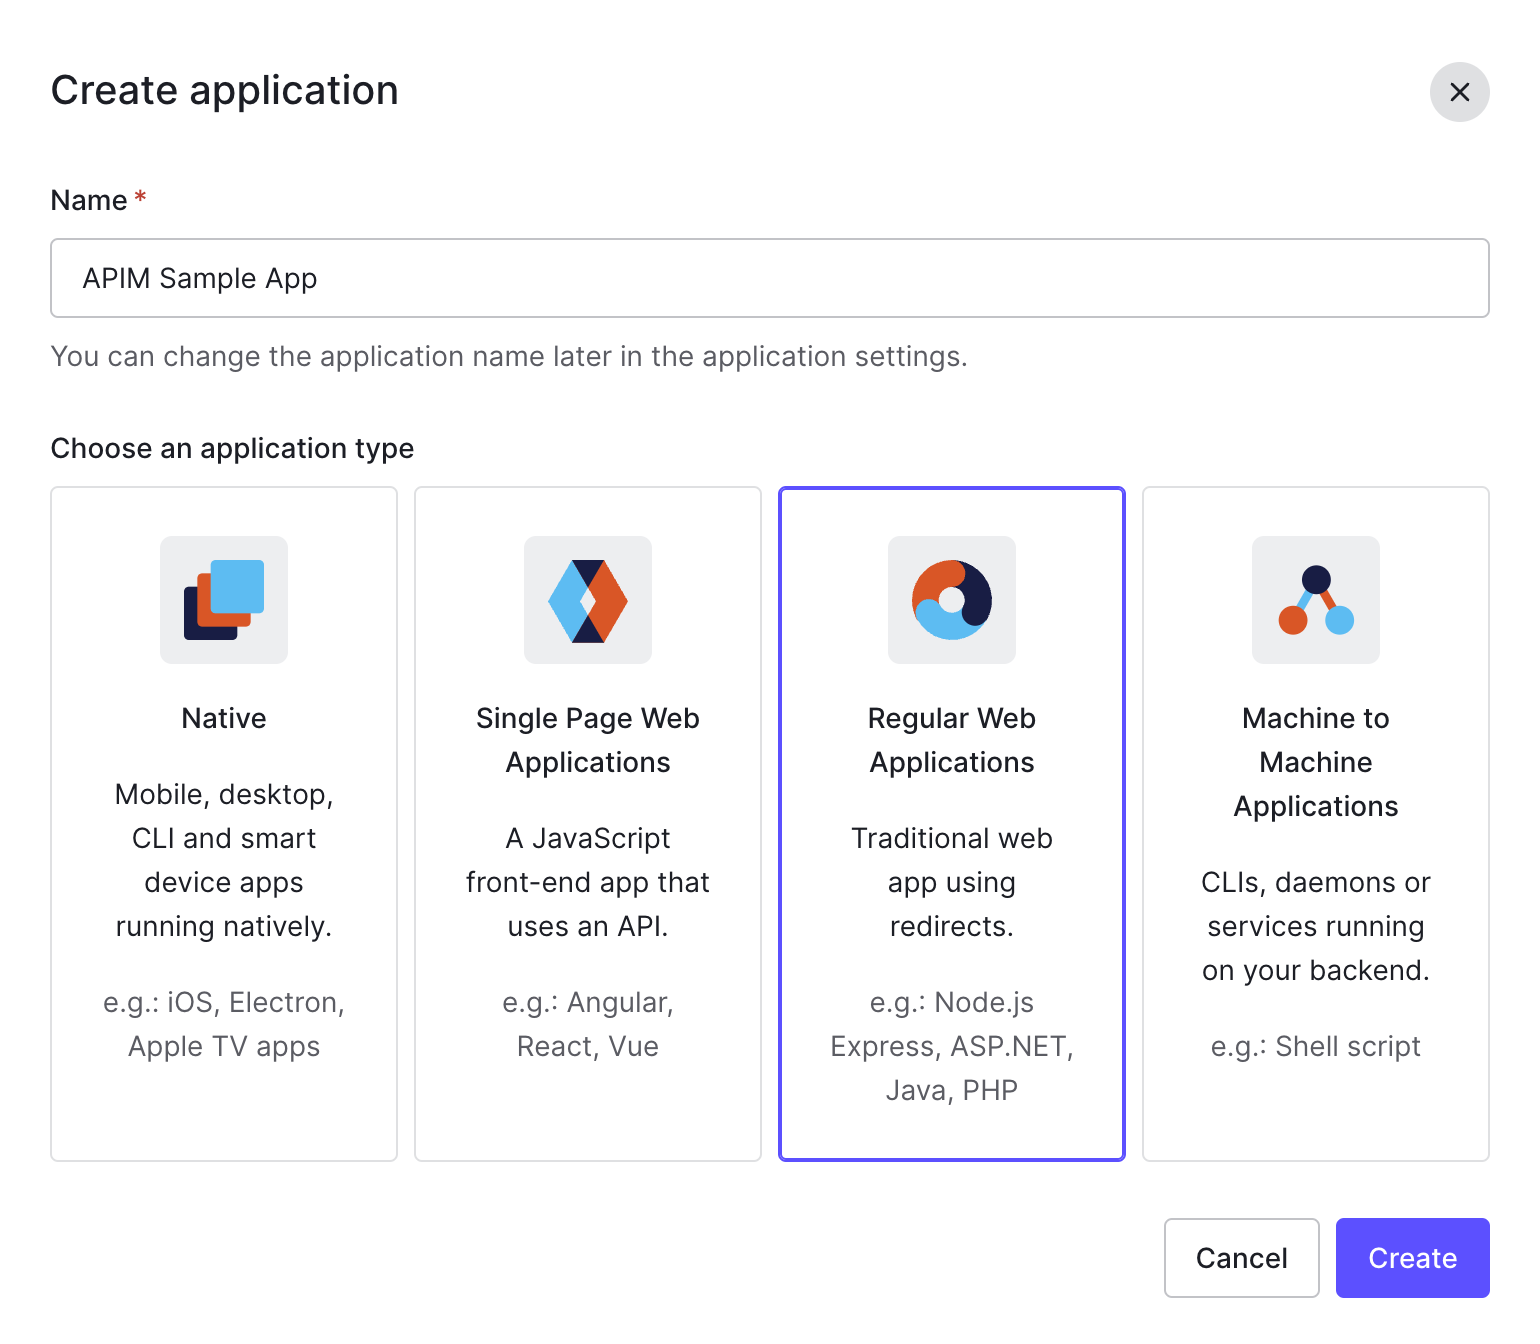 Create application
Name *
APIM Sample App
You can change the application name later in the application settings.
Choose an application type
Native
Mobile, desktop,
CLI and smart
device apps
running natively.
e.g.: iOS, Electron,
Apple TV apps
Single Page Web
Applications
A JavaScript
front-end app that
uses an API.
e.g.: Angular,
React, Vue
Regular Web
Applications
Traditional web
app using
redirects.
e.g.: Node.js
Express, ASP.NET,
Java, PHP
Machine to
Machine
Applications
CLIs, daemons or
services running
on your backend.
e.g.: Shell script
Cancel
Create